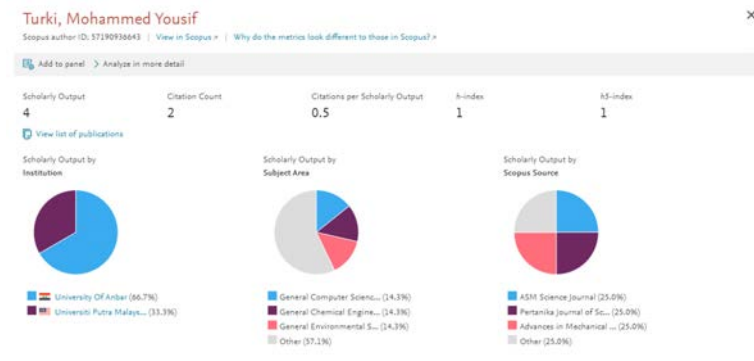 Turki, Mohammed Yousif
Scopus author ID: 57190936643 | View in Scopus » | Why do the metrics look different to those in Scopus? »
Add to panel > Analyze in more detail
Scholarly Output
4
Citation Count
2
Citations per Scholarly Output
0.5
h-index
1
h5-index
1
View list of publications
Scholarly Output by
Institution
University Of Anbar (66.7%)
Universiti Putra Malays... (33.3%)
Scholarly Output by
Subject Area
General Computer Scienc... (14.3%)
General Chemical Engine... (14.3%)
General Environmental S... (14.3%)
Other (57.1%)
Scholarly Output by
Scopus Source
ASM Science Journal (25.0%)
Pertanika Journal of Sc... (25.0%)
Advances in Mechanical ... (25.0%)
Other (25.0%)